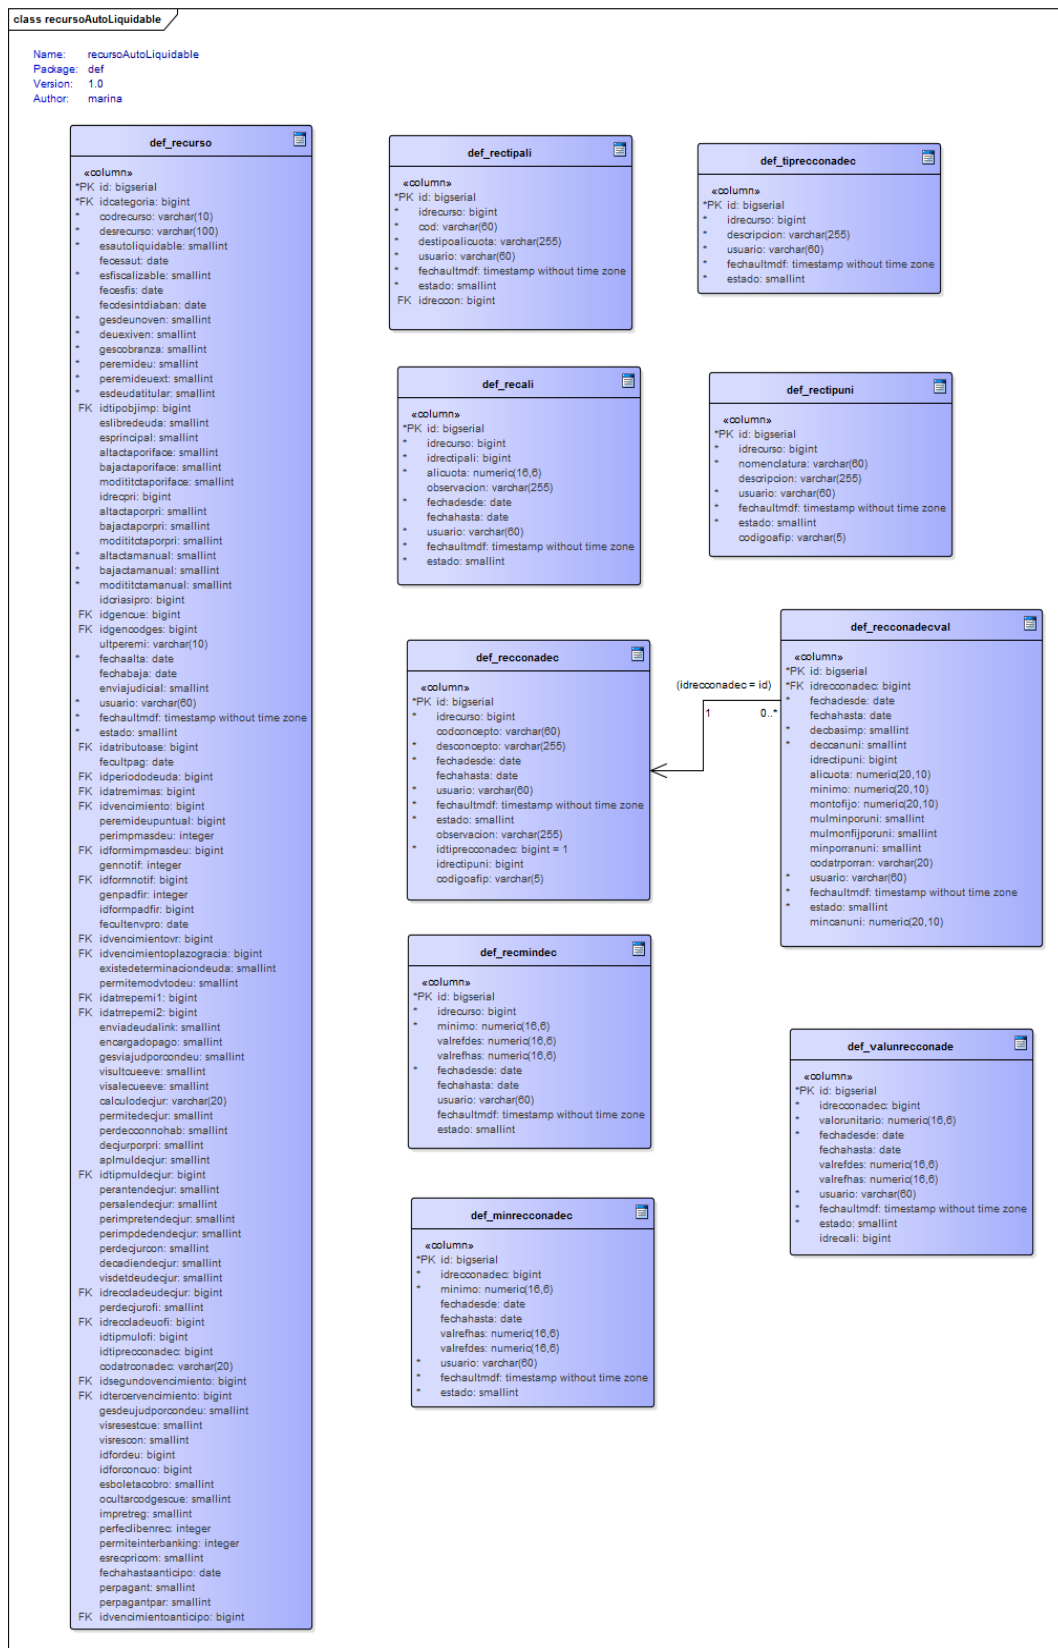 class recursoAutoLiquidable
Name: recursoAutoLiquidable
Package: def
Version: 1.0
Author: marina
def_recurso
«column»
*PK id: bigserial
*FK idcategoria: bigint
* codrecurso: varchar(10)
* desrecurso: varchar(100)
* esautoliquidable: smallint
fecesaut: date
* esfiscalizable: smallint
fecesfis: date
fecdesintdiaban: date
* gesdeunoven: smallint
* deuexiven: smallint
* gescobranza: smallint
* peremideu: smallint
* peremideuext: smallint
* esdeudatitular: smallint
FK idtipobjimp: bigint
eslibredeuda: smallint
esprincipal: smallint
altactaporiface: smallint
bajactaporiface: smallint
modititctaporiface: smallint
idrecpri: bigint
altactaporpri: smallint
bajactaporpri: smallint
modititctaporpri: smallint
* altactamanual: smallint
* bajactamanual: smallint
* modititctamanual: smallint
idcriasipro: bigint
FK idgencue: bigint
FK idgencodges: bigint
ultperemi: varchar(10)
* fechaalta: date
fechabaja: date
enviajudicial: smallint
* usuario: varchar(60)
* fechaultmdf: timestamp without time zone
* estado: smallint
FK idatributoase: bigint
fecultpag: date
FK idperiododeuda: bigint
FK idatremimas: bigint
FK idvencimiento: bigint
peremideupuntual: bigint
perimpmasdeu: integer
FK idformimpmasdeu: bigint
gennotif: integer
FK idformnotif: bigint
genpadfir: integer
idformpadfir: bigint
fecultenvpro: date
FK idvencimientovr: bigint
FK idvencimientoplazogracia: bigint
existedeterminaciondeuda: smallint
permitemodvtodeu: smallint
FK idatrrepemi1: bigint
FK idatrrepemi2: bigint
enviadeudalink: smallint
encargadopago: smallint
gesviajudporcondeu: smallint
visultcueeve: smallint
visalecueeve: smallint
calculodecjur: varchar(20)
permitedecjur: smallint
perdecconnohab: smallint
decjurporpri: smallint
aplmuldecjur: smallint
FK idtipmuldecjur: bigint
perantendecjur: smallint
persalendecjur: smallint
perimpretendecjur: smallint
perimpdedendecjur: smallint
perdecjurcon: smallint
decadiendecjur: smallint
visdetdeudecjur: smallint
FK idreccladeudecjur: bigint
perdecjurofi: smallint
FK idreccladeuofi: bigint
idtipmulofi: bigint
idtiprecconadec: bigint
codatrconadec: varchar(20)
FK idsegundovencimiento: bigint
FK idtercervencimiento: bigint
gesdeujudporcondeu: smallint
visresestcue: smallint
visrescon: smallint
idfordeu: bigint
idforconcuo: bigint
esboletacobro: smallint
ocultarcodgescue: smallint
impretreg: smallint
perfeclibenrec: integer
permiteinterbanking: integer
esrecpricom: smallint
fechahastaanticipo: date
perpagant: smallint
perpagantpar: smallint
FK idvencimientoanticipo: bigint
def_rectipali
«column»
*PK id: bigserial
* idrecurso: bigint
* cod: varchar(60)
* destipoalicuota: varchar(255)
* usuario: varchar(60)
* fechaultmdf: timestamp without time zone
* estado: smallint
FK idreccon: bigint
def_tiprecconadec
«column»
*PK id: bigserial
* idrecurso: bigint
* descripcion: varchar(255)
* usuario: varchar(60)
* fechaultmdf: timestamp without time zone
* estado: smallint
def_recali
«column»
*PK id: bigserial
* idrecurso: bigint
* idrectipali: bigint
* alicuota: numeric(16,6)
observacion: varchar(255)
* fechadesde: date
fechahasta: date
* usuario: varchar(60)
* fechaultmdf: timestamp without time zone
* estado: smallint
def_rectipuni
«column»
*PK id: bigserial
* idrecurso: bigint
* nomenclatura: varchar(60)
descripcion: varchar(255)
* usuario: varchar(60)
* fechaultmdf: timestamp without time zone
* estado: smallint
codigoafip: varchar(5)
def_recconadec
«column»
*PK id: bigserial
* idrecurso: bigint
codconcepto: varchar(60)
* desconcepto: varchar(255)
* fechadesde: date
fechahasta: date
* usuario: varchar(60)
* fechaultmdf: timestamp without time zone
* estado: smallint
observacion: varchar(255)
* idtiprecconadec: bigint = 1
idrectipuni: bigint
codigoafip: varchar(5)
(idrecconadec = id)
1
0..*
def_recconadecval
«column»
*PK id: bigserial
*FK idrecconadec: bigint
* fechadesde: date
fechahasta: date
* decbasimp: smallint
* deccanuni: smallint
idrectipuni: bigint
alicuota: numeric(20,10)
minimo: numeric(20,10)
montofijo: numeric(20,10)
mulminporuni: smallint
mulmonfijporuni: smallint
minporranuni: smallint
codatrporran: varchar(20)
* usuario: varchar(60)
* fechaultmdf: timestamp without time zone
* estado: smallint
mincanuni: numeric(20,10)
def_recmindec
«column»
*PK id: bigserial
* idrecurso: bigint
* minimo: numeric(16,6)
valrefdes: numeric(16,6)
valrefhas: numeric(16,6)
* fechadesde: date
fechahasta: date
usuario: varchar(60)
fechaultmdf: timestamp without time zone
estado: smallint
def_valunrecconade
«column»
*PK id: bigserial
* idrecconadec: bigint
* valorunitario: numeric(16,6)
* fechadesde: date
fechahasta: date
valrefdes: numeric(16,6)
valrefhas: numeric(16,6)
* usuario: varchar(60)
* fechaultmdf: timestamp without time zone
* estado: smallint
idrecali: bigint
def_minrecconadec
«column»
*PK id: bigserial
* idrecconadec: bigint
* minimo: numeric(16,6)
fechadesde: date
fechahasta: date
valrefhas: numeric(16,6)
valrefdes: numeric(16,6)
* usuario: varchar(60)
* fechaultmdf: timestamp without time zone
* estado: smallint